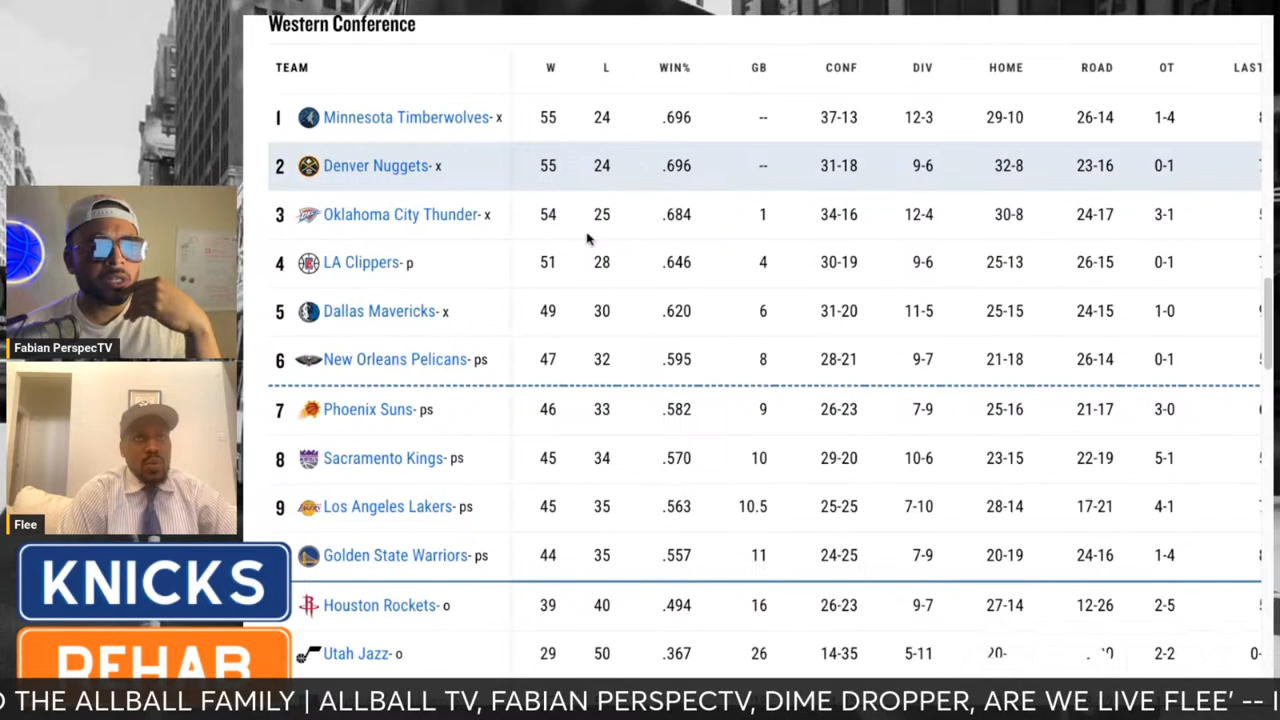 Western Conference
TEAM W L WIN% GB CONF DIV HOME ROAD OT LAST
1 Minnesota Timberwolves- x 55 24 .696 -- 37-13 12-3 29-10 26-14 1-4
2 Denver Nuggets- x 55 24 .696 -- 31-18 9-6 32-8 23-16 0-1
3 Oklahoma City Thunder- x 54 25 .684 1 34-16 12-4 30-8 24-17 3-1
4 LA Clippers- p 51 28 .646 4 30-19 9-6 25-13 26-15 0-1
5 Dallas Mavericks- x 49 30 .620 6 31-20 11-5 25-15 24-15 1-0
6 New Orleans Pelicans- ps 47 32 .595 8 28-21 9-7 21-18 26-14 0-1
7 Phoenix Suns- ps 46 33 .582 9 26-23 7-9 25-16 21-17 3-0
8 Sacramento Kings- ps 45 34 .570 10 29-20 10-6 23-15 22-19 5-1
9 Los Angeles Lakers- ps 45 35 .563 10.5 25-25 7-10 28-14 17-21 4-1
Golden State Warriors- ps 44 35 .557 11 24-25 7-9 20-19 24-16 1-4
Houston Rockets- o 39 40 .494 16 26-23 9-7 27-14 12-26 2-5
Utah Jazz- o 29 50 .367 26 14-35 5-11 20- 2-2 0-
Fabian PerspecTV
Flee
KNICKS
REHAB
THE ALLBALL FAMILY | ALLBALL TV, FABIAN PERSPECTV, DIME DROPPER, ARE WE LIVE FLEE' --